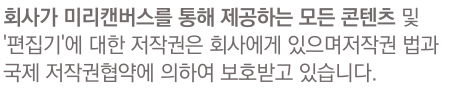 회사가 미리캔버스를 통해 제공하는 모든 콘텐츠 및
'편집기'에 대한 저작권은 회사에게 있으며저작권 법과
국제 저작권협약에 의하여 보호받고 있습니다.